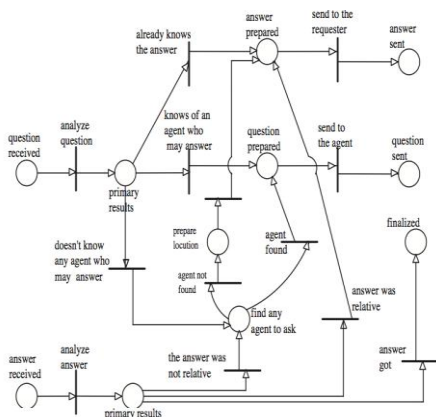 already knows
the answer
answer
prepared
send to the
requester
answer
sent
question
received
analyze
question
primary
results
knows of an
agent who
may answer
question
prepared
send to
the agent
question
sent
doesn't know
any agent who
may answer
prepare
locution
agent
found
finalized
agent not
found
find any
agent to ask
answer was
relative
answer
received
analyze
answer
the answer was
not relative
answer
got
primary results